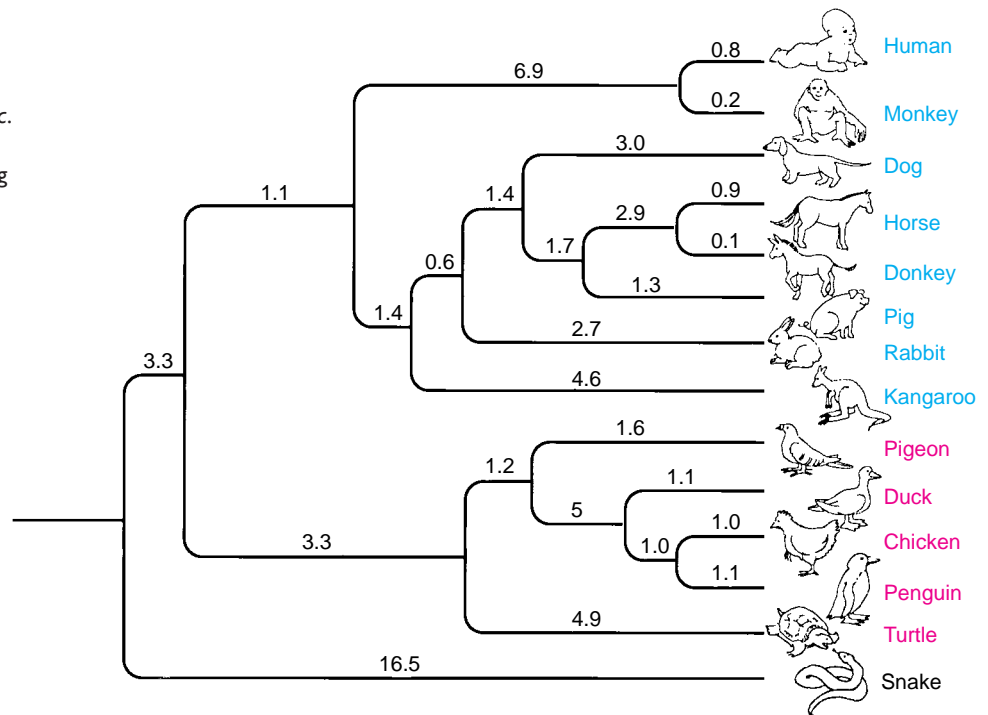 c.
g
0.8
Human
6.9
0.2
Monkey
3.0
Dog
1.1
1.4
0.9
Horse
2.9
1.7
0.1
Donkey
0.6
1.3
Pig
1.4
2.7
Rabbit
3.3
4.6
Kangaroo
1.6
Pigeon
1.2
1.1
Duck
5
1.0
Chicken
3.3
1.0
1.1
Penguin
4.9
Turtle
16.5
Snake